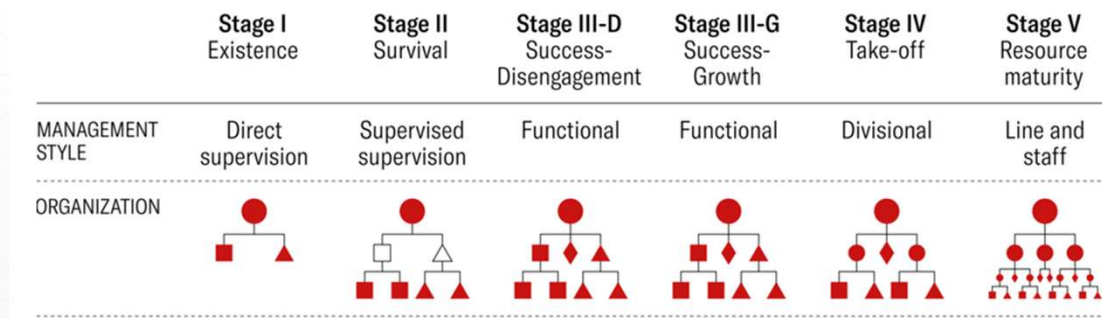 Stage I
Existence
Stage II
Survival
Stage III-D
Success-
Disengagement
Stage III-G
Success-
Growth
Stage IV
Take-off
Stage V
Resource
maturity
MANAGEMENT
STYLE
Direct
supervision
Supervised
supervision
Functional
Functional
Divisional
Line and
staff
ORGANIZATION